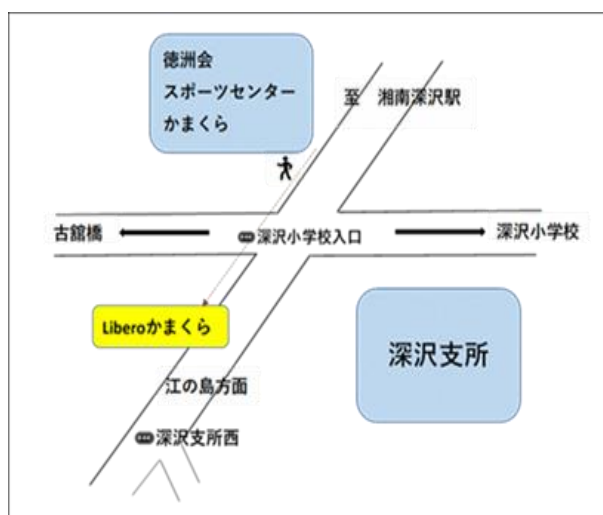 徳洲会
スポーツセンター
かまくら
至 湘南深沢駅
古舘橋
深沢小学校入口
深沢小学校
Liberoかまくら
深沢支所
江の島方面
深沢支所西